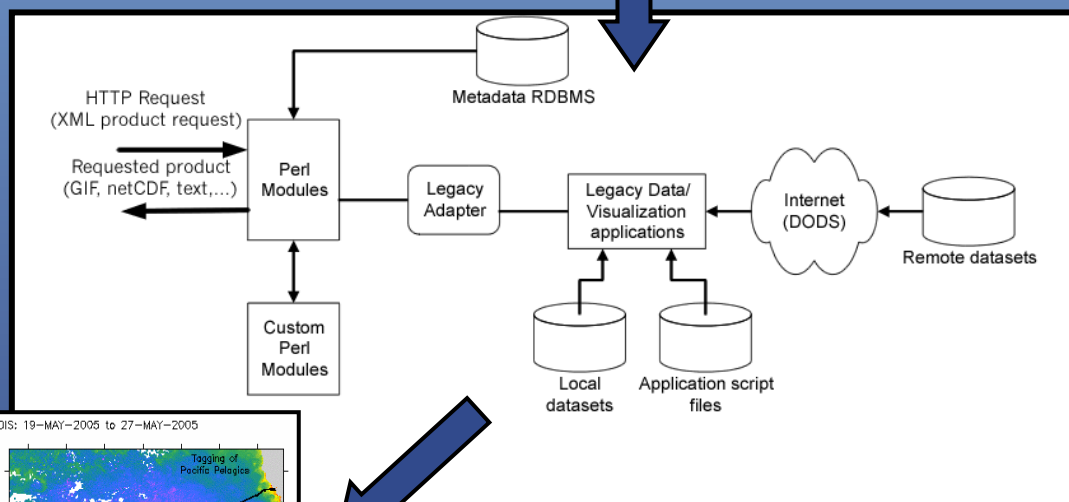 Metadata RDBMS
HTTP Request
(XML product request)
Requested product
(GIF, netCDF, text,...)
Perl
Modules
Legacy
Adapter
Legacy Data/
Visualization
applications
Internet
(DODS)
Remote datasets
Custom
Perl
Modules
Local
datasets
Application script
files
DIS: 19-MAY-2005 to 27-MAY-2005
Tagging of
Pacific Pelagics